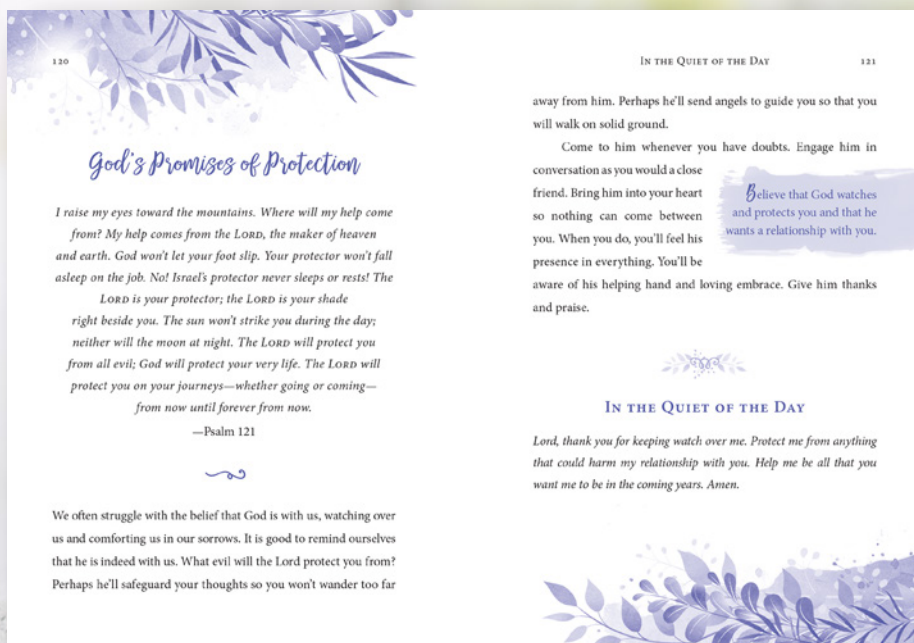 120
God's Promises of Protection
I raise my eyes toward the mountains. Where will my help come
from? My help comes from the LORD, the maker of heaven
and earth. God won't let your foot slip. Your protector won't fall
asleep on the job. No! Israel's protector never sleeps or rests! The
LORD is your protector; the LORD is your shade
right beside you. The sun won't strike you during the day;
neither will the moon at night. The LORD will protect you
from all evil; God will protect your very life. The LORD will
protect you on your journeys—whether going or coming—
from now until forever from now.
—Psalm 121
We often struggle with the belief that God is with us, watching over
us and comforting us in our sorrows. It is good to remind ourselves
that he is indeed with us. What evil will the Lord protect you from?
Perhaps he'll safeguard your thoughts so you won't wander too far
IN THE QUIET OF THE DAY 121
away from him. Perhaps he'll send angels to guide you so that you
will walk on solid ground.
Come to him whenever you have doubts. Engage him in
conversation as you would a close
friend. Bring him into your heart
so nothing can come between
you. When you do, you'll feel his
presence in everything. You'll be
aware of his helping hand and loving embrace. Give him thanks
and praise.
Believe that God watches
and protects you and that he
wants a relationship with you.
IN THE QUIET OF THE DAY
Lord, thank you for keeping watch over me. Protect me from anything
that could harm my relationship with you. Help me be all that you
want me to be in the coming years. Amen.